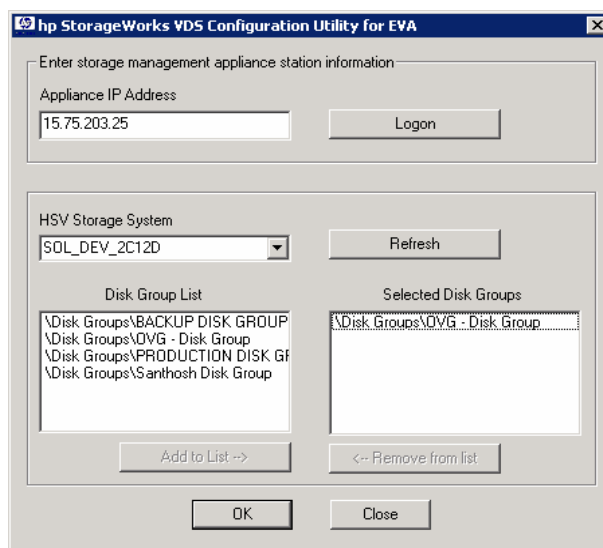 hp StorageWorks VDS Configuration Utility for EVA
Enter storage management appliance station information
Appliance IP Address
15.75.203.25
Logon
HSV Storage System
SOL_DEV_2C12D
Refresh
Disk Group List
Selected Disk Groups
\Disk Groups\BACKUP DISK GROUP
\Disk Groups\OVG - Disk Group
\Disk Groups\PRODUCTION DISK GF
\Disk Groups\Santhosh Disk Group
\Disk Groups\OVG - Disk Group
Add to List -->
<-- Remove from list
OK
Close